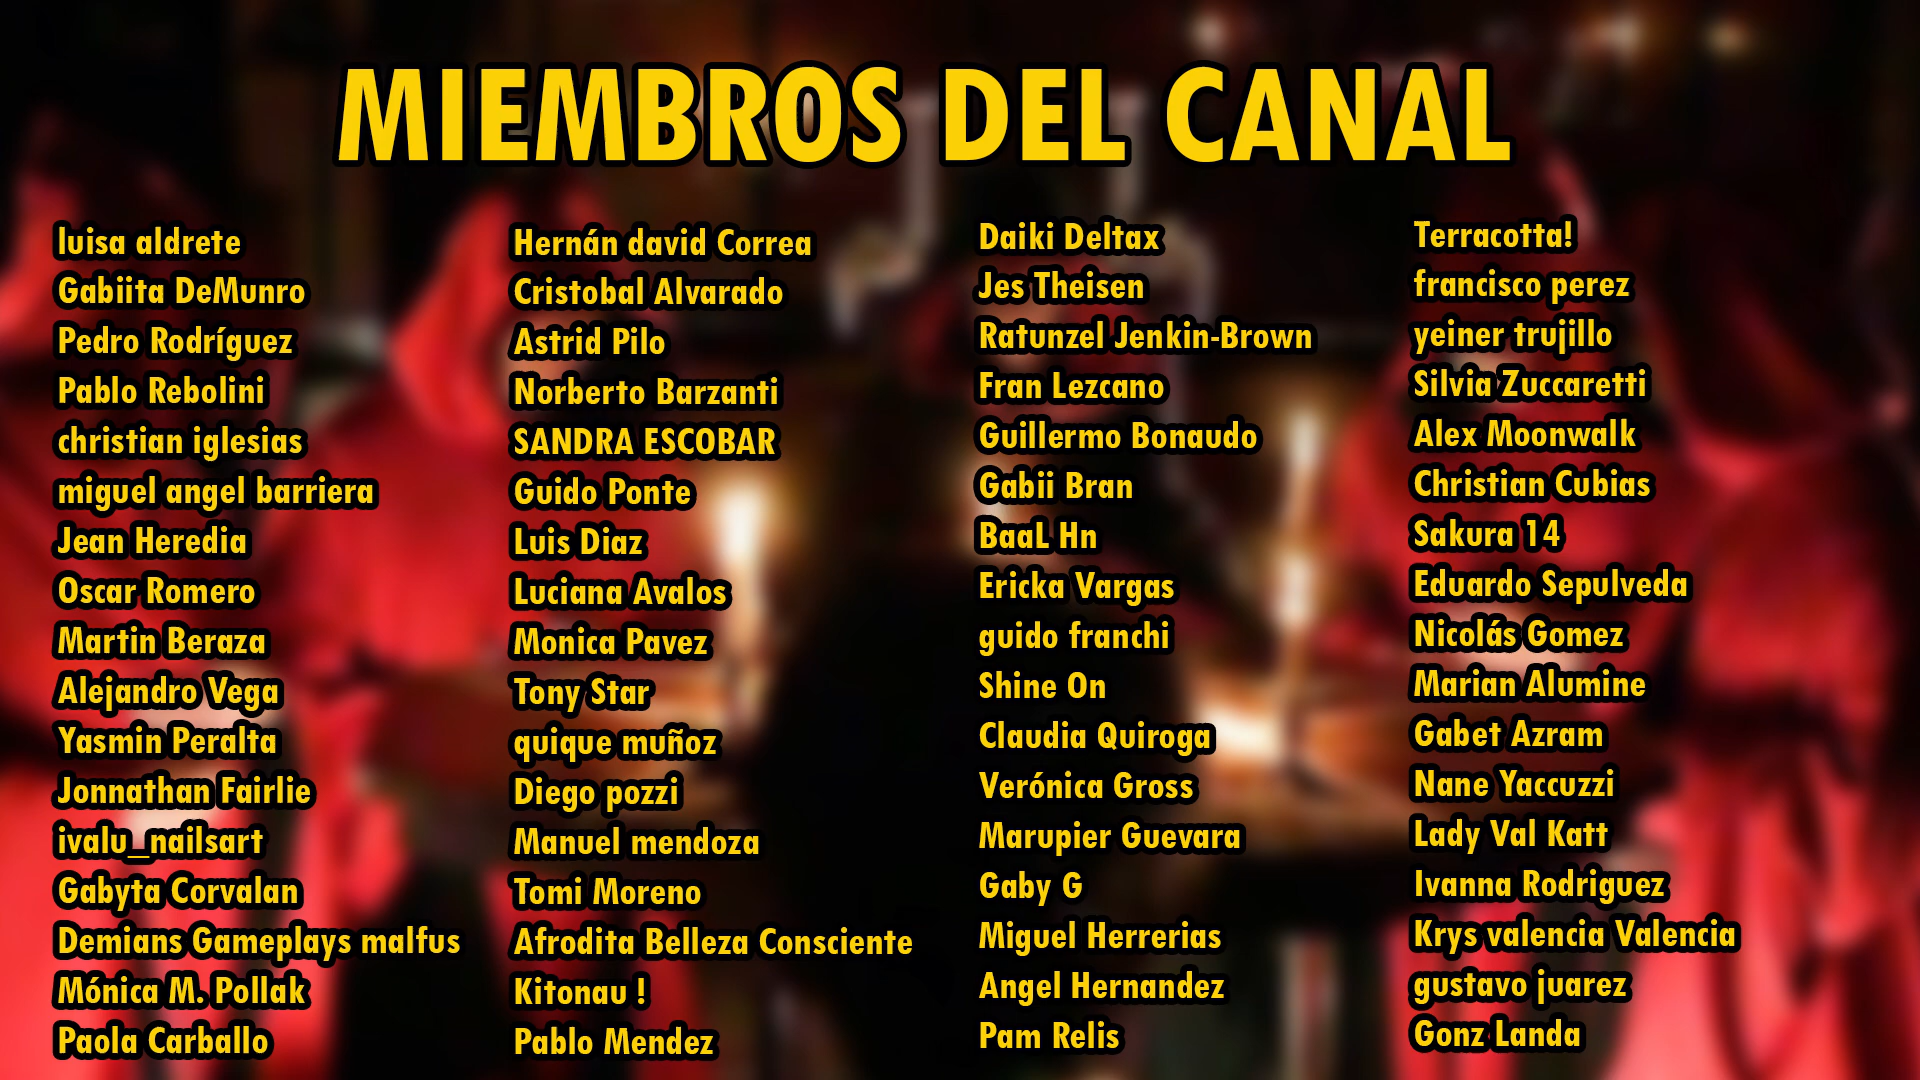 MIEMBROS DEL CANAL
luisa aldrete
Gabiita DeMunro
Pedro Rodríguez
Pablo Rebolini
christian iglesias
miguel angel barriera
Jean Heredia
Oscar Romero
Martin Beraza
Alejandro Vega
Yasmin Peralta
Jonnathan Fairlie
ivalu_nailsart
Gabyta Corvalan
Demians Gameplays malfus
Mónica M. Pollak
Paola Carballo
Hernán david Correa
Cristobal Alvarado
Astrid Pilo
Norberto Barzanti
SANDRA ESCOBAR
Guido Ponte
Luis Diaz
Luciana Avalos
Monica Pavez
Tony Star
quique muñoz
Diego pozzi
Manuel mendoza
Tomi Moreno
Afrodita Belleza Consciente
Kitonau !
Pablo Mendez
Daiki Deltax
Jes Theisen
Ratunzel Jenkin-Brown
Fran Lezcano
Guillermo Bonaudo
Gabii Bran
BaaL Hn
Ericka Vargas
guido franchi
Shine On
Claudia Quiroga
Verónica Gross
Marupier Guevara
Gaby G
Miguel Herrerias
Angel Hernandez
Pam Relis
Terracotta!
francisco perez
yeiner trujillo
Silvia Zuccaretti
Alex Moonwalk
Christian Cubias
Sakura 14
Eduardo Sepulveda
Nicolás Gomez
Marian Alumine
Gabet Azram
Nane Yaccuzzi
Lady Val Katt
Ivanna Rodriguez
Krys valencia Valencia
gustavo juarez
Gonz Landa